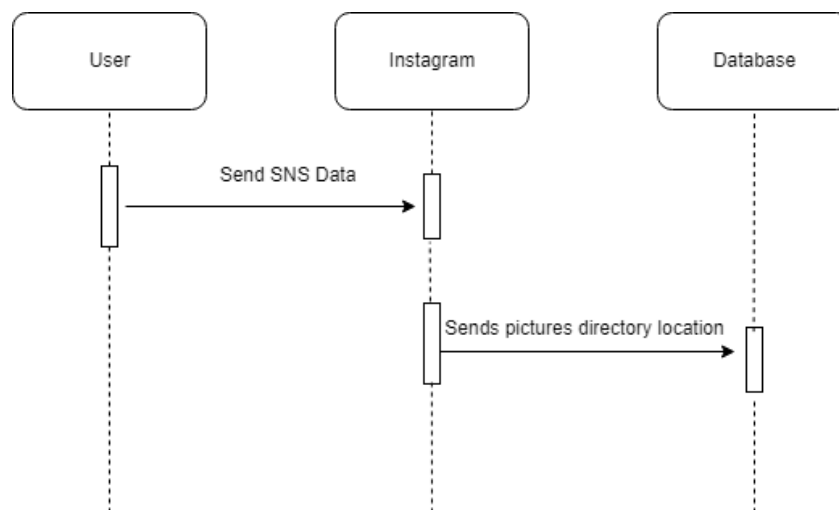 User
Instagram
Database
Send SNS Data
Sends pictures directory location